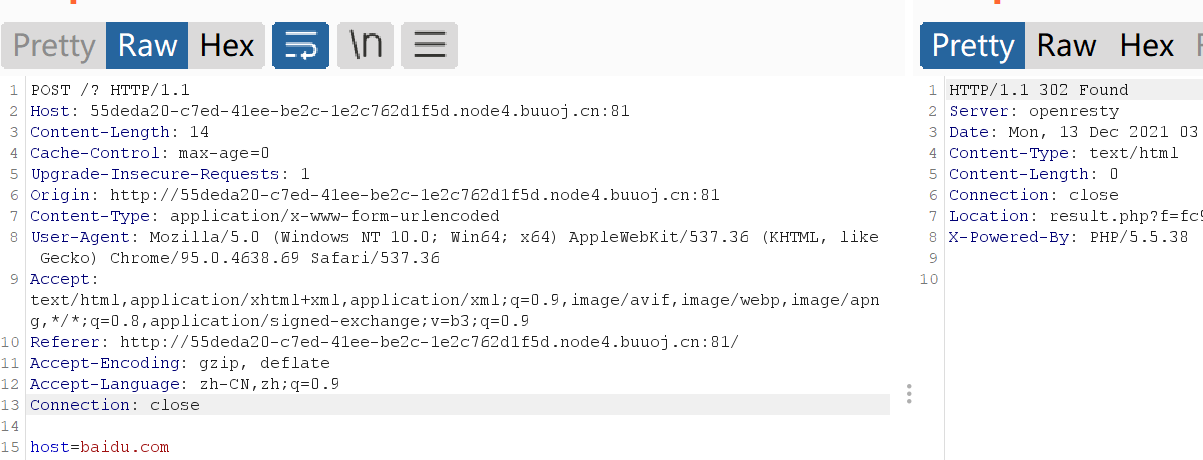 Pretty Raw Hex \n
1 POST /? HTTP/1.1
2 Host: 55deda20-c7ed-41ee-be2c-1e2c762d1f5d.node4.buuoj.cn:81
3 Content-Length: 14
4 Cache-Control: max-age=0
5 Upgrade-Insecure-Requests: 1
6 Origin: http://55deda20-c7ed-41ee-be2c-1e2c762d1f5d.node4.buuoj.cn:81
7 Content-Type: application/x-www-form-urlencoded
8 User-Agent: Mozilla/5.0 (Windows NT 10.0; Win64; x64) AppleWebKit/537.36 (KHTML, like
Gecko) Chrome/95.0.4638.69 Safari/537.36
9 Accept:
text/html,application/xhtml+xml,application/xml;q=0.9,image/avif,image/webp,image/apn
g,*/*;q=0.8,application/signed-exchange;v=b3;q=0.9
10 Referer: http://55deda20-c7ed-41ee-be2c-1e2c762d1f5d.node4.buuoj.cn:81/
11 Accept-Encoding: gzip, deflate
12 Accept-Language: zh-CN,zh;q=0.9
13 Connection: close
14
15 host=baidu.com
Pretty Raw Hex
1 HTTP/1.1 302 Found
2 Server: openresty
3 Date: Mon, 13 Dec 2021 03
4 Content-Type: text/html
5 Content-Length: 0
6 Connection: close
7 Location: result.php?f=fc9
8 X-Powered-By: PHP/5.5.38
9
10